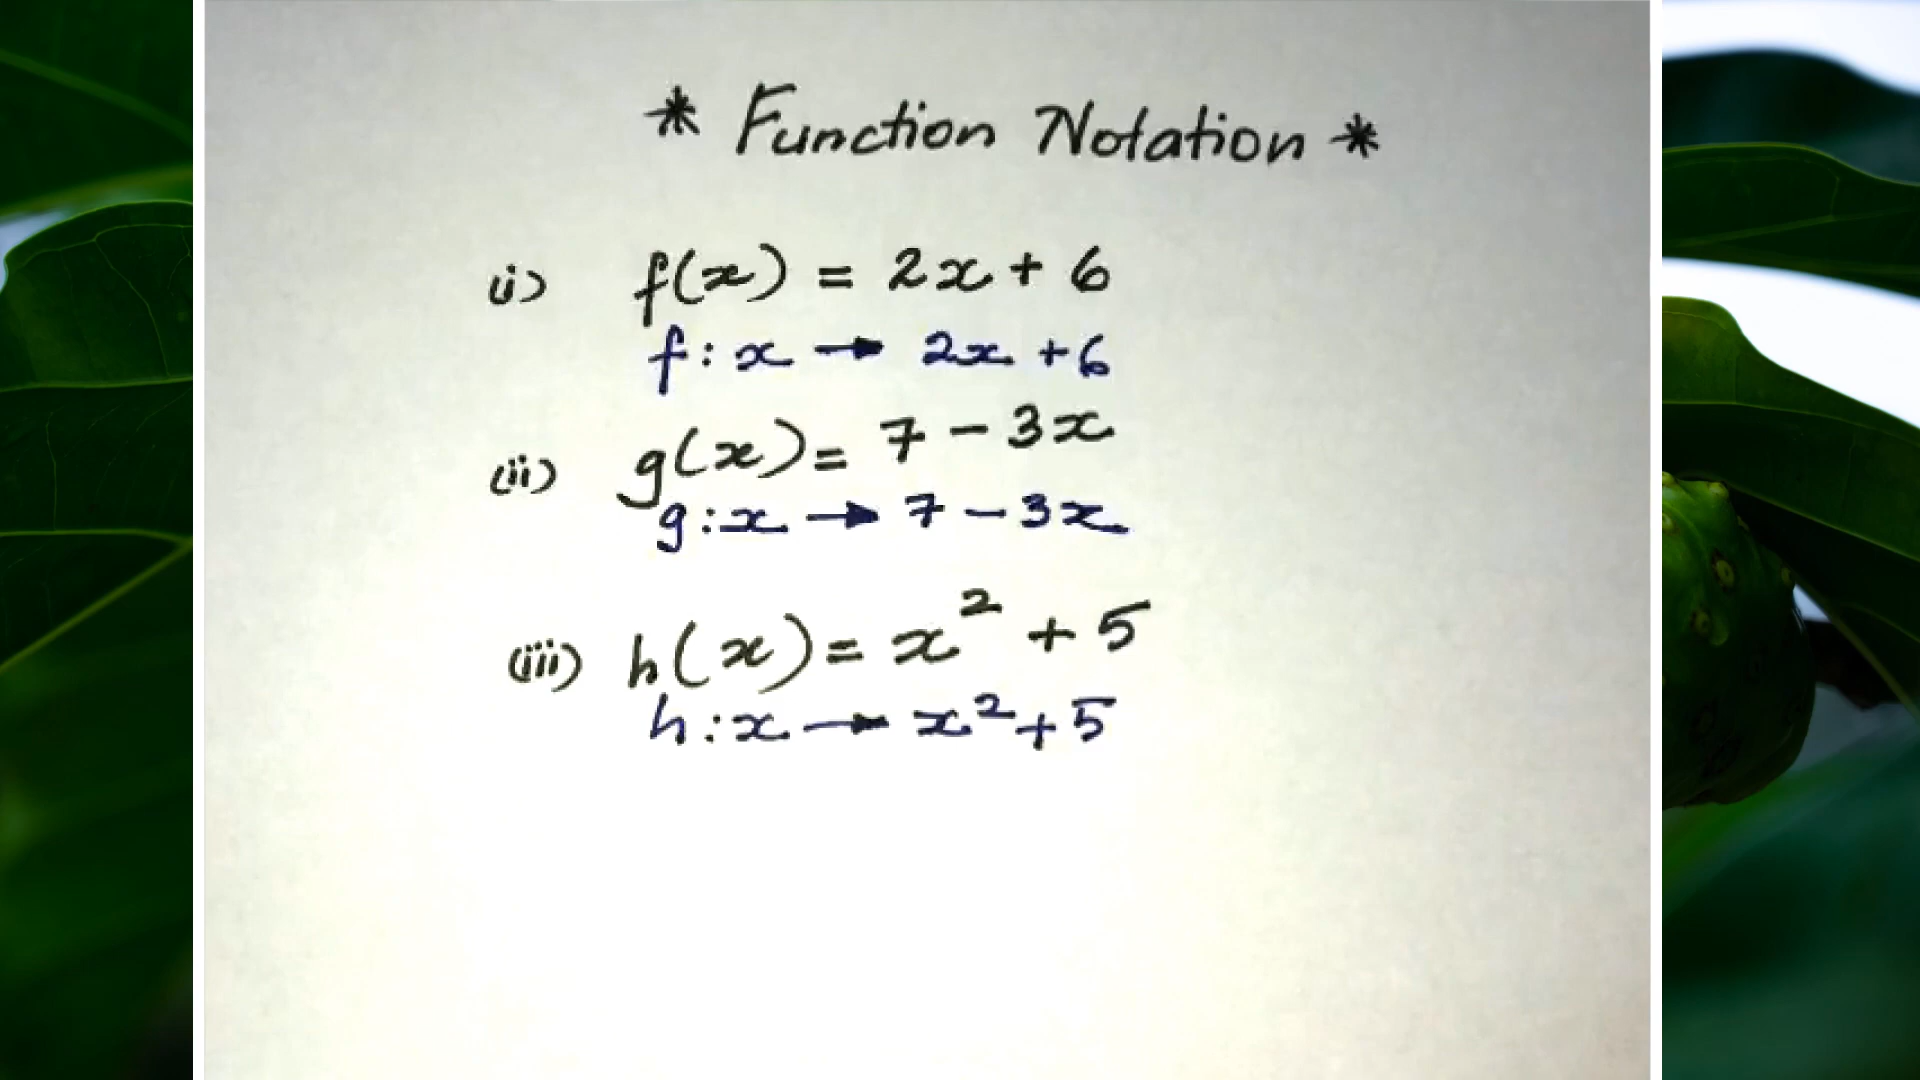 * Function Notation *
(i) f(x) = 2x + 6
f : x → 2x + 6
(ii) g(x) = 7 - 3x
g : x → 7 - 3x
(iii) h(x) = x² + 5
h : x → x² + 5